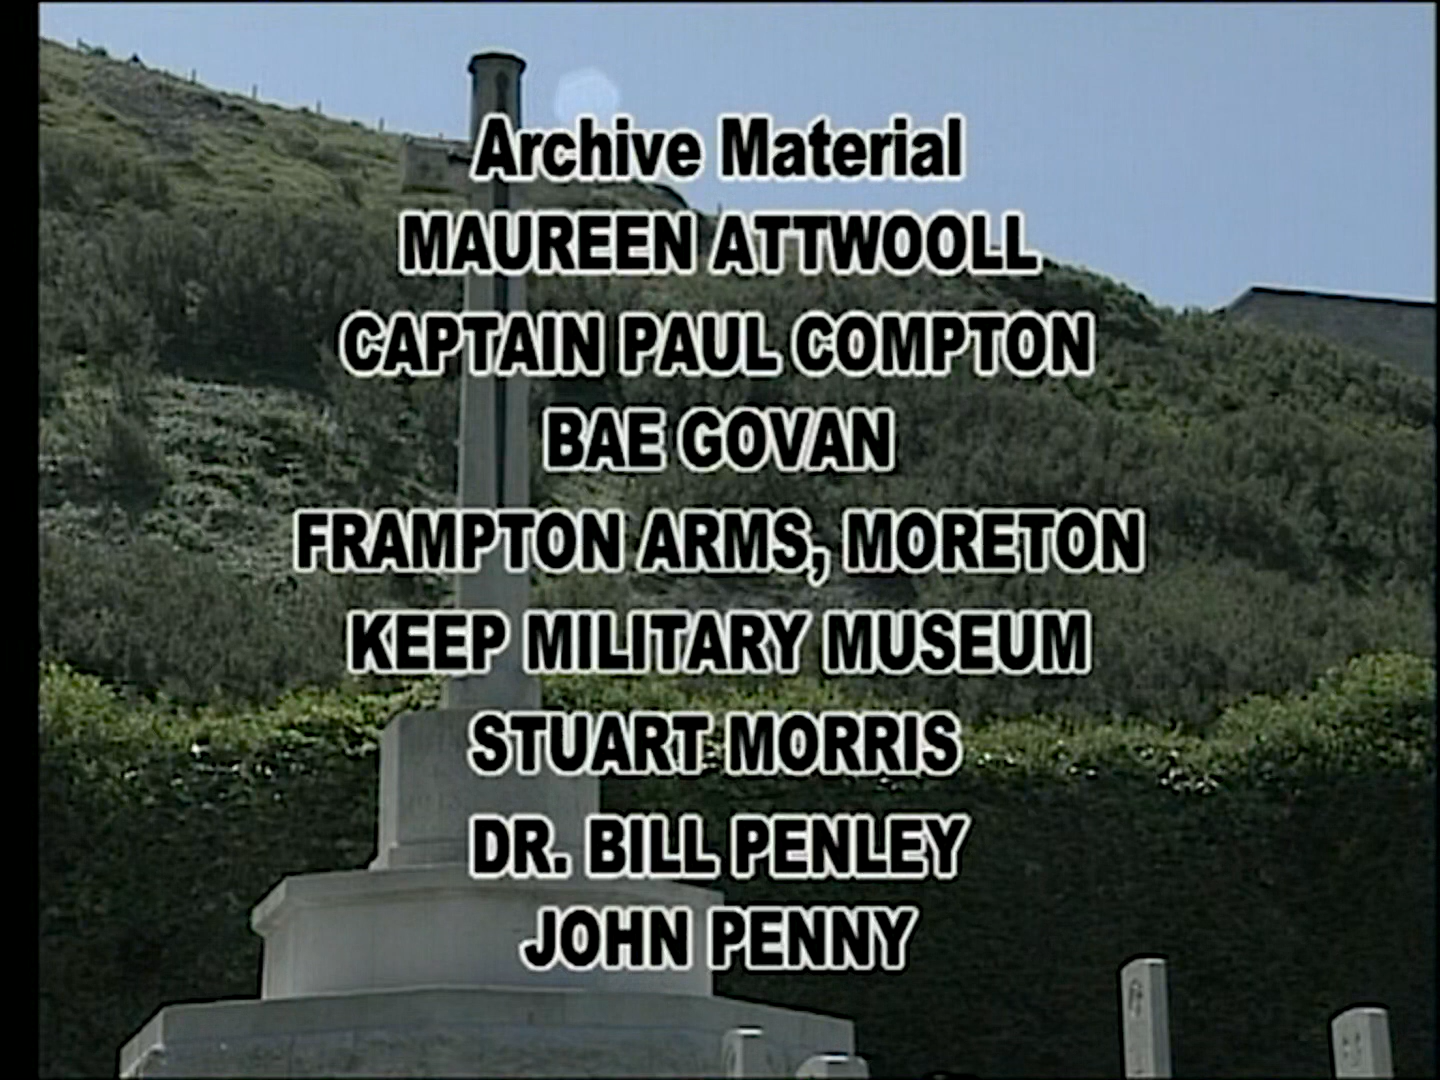 Archive Material
MAUREEN ATTWOOLL
CAPTAIN PAUL COMPTON
BAE GOVAN
FRAMPTON ARMS, MORETON
KEEP MILITARY MUSEUM
STUART MORRIS
DR. BILL PENLEY
JOHN PENNY